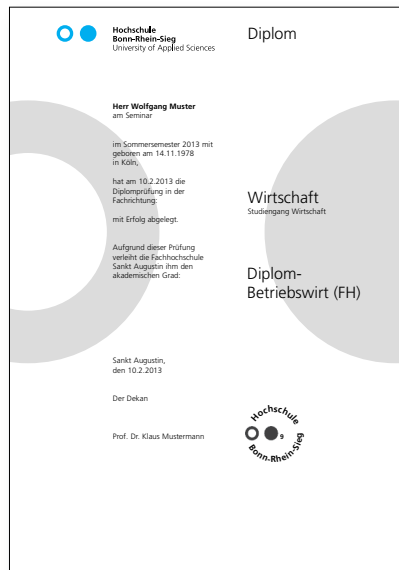 Hochschule
Bonn-Rhein-Sieg
University of Applied Sciences
Diplom
Herr Wolfgang Muster
am Seminar
im Sommersemester 2013 mit
geboren am 14.11.1978
in Köln,
hat am 10.2.2013 die
Diplomprüfung in der
Fachrichtung:
Wirtschaft
Studiengang Wirtschaft
mit Erfolg abgelegt.
Aufgrund dieser Prüfung
verleiht die Fachhochschule
Sankt Augustin ihm den
akademischen Grad:
Diplom-
Betriebswirt (FH)
Sankt Augustin,
den 10.2.2013
Der Dekan
Prof. Dr. Klaus Mustermann
Hochschule
9
Bonn-Rhein-Sieg